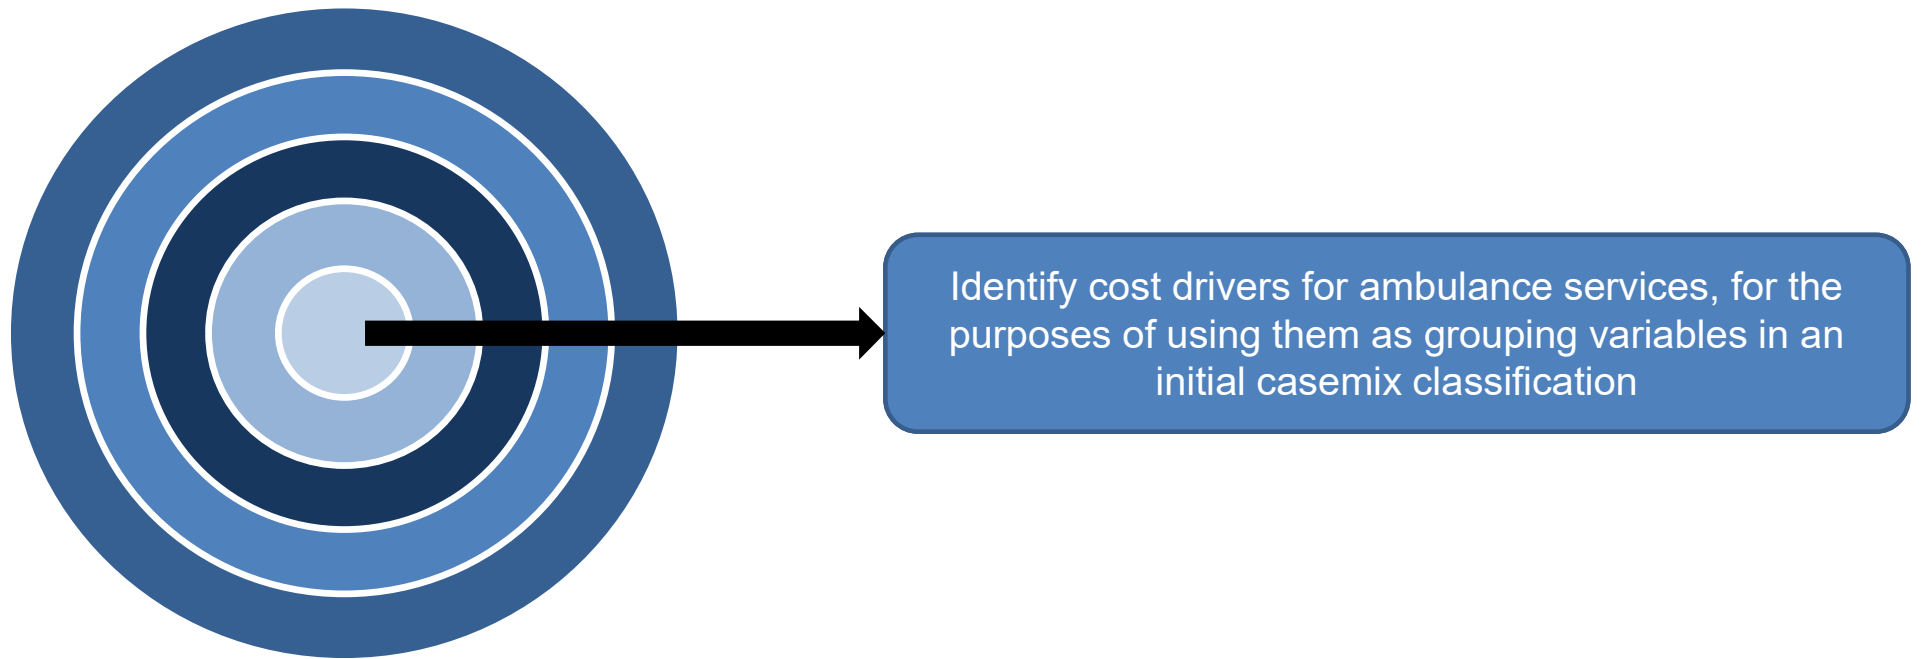 Identify cost drivers for ambulance services, for the
purposes of using them as grouping variables in an
initial casemix classification